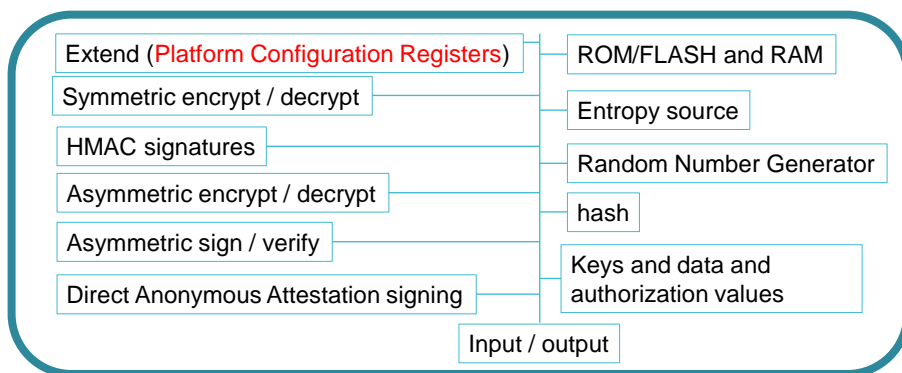 Extend (Platform Configuration Registers)
Symmetric encrypt / decrypt
HMAC signatures
Asymmetric encrypt / decrypt
Asymmetric sign / verify
Direct Anonymous Attestation signing
ROM/FLASH and RAM
Entropy source
Random Number Generator
hash
Keys and data and
authorization values
Input / output